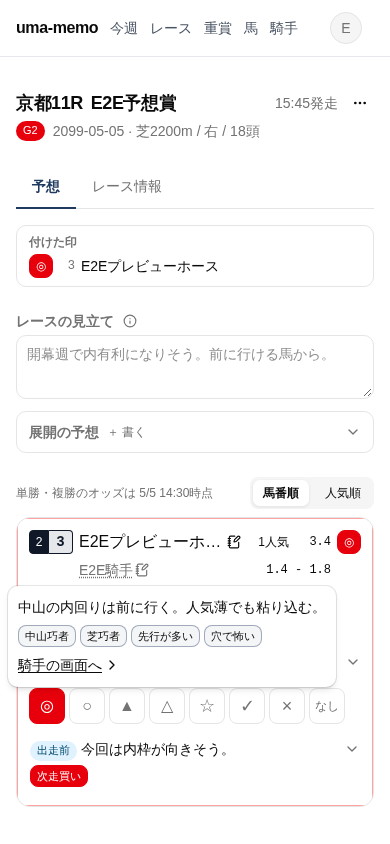 uma-memo 今週 レース 重賞 馬 騎手 E
京都11R E2E予想賞 15:45発走 …
G2 2099-05-05 · 芝2200m / 右 / 18頭
予想 レース情報
付けた印
◎ 3 E2Eプレビューホース
レースの見立て
開幕週で内有利になりそう。前に行ける馬から。
展開の予想 + 書く
単勝・複勝のオッズは 5/5 14:30時点 馬番順 人気順
2 3 E2Eプレビューホ… 1人気 3.4 ◎
E2E騎手 1.4 - 1.8
中山の内回りは前に行く。人気薄でも粘り込む。
中山巧者 芝巧者 先行が多い 穴で怖い
騎手の画面へ
◎ ○ ▲ △ ☆ ✓ × なし
出走前 今回は内枠が向きそう。
次走買い